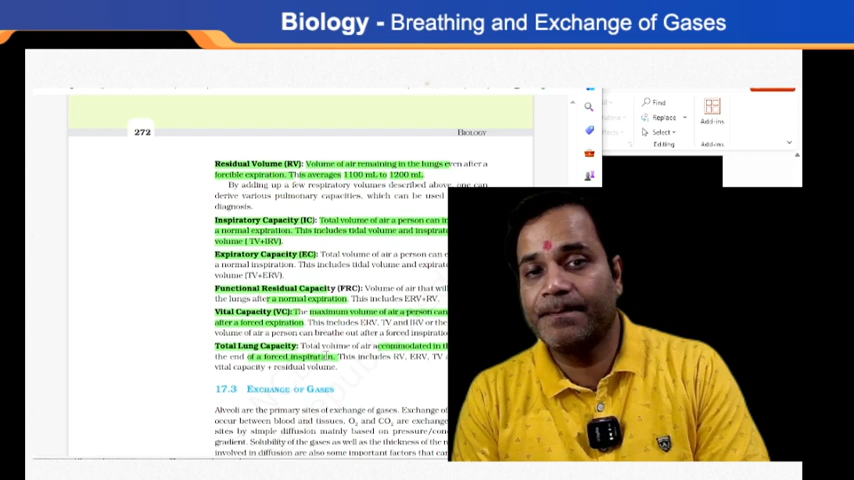 Biology - Breathing and Exchange of Gases
Find
Replace
Select
Editing
Add-ins
Add-ins
272
BIOLOGY
Residual Volume (RV): Volume of air remaining in the lungs even after a
forcible expiration. This averages 1100 mL to 1200 mL.
By adding up a few respiratory volumes described above, one can
derive various pulmonary capacities, which can be used
diagnosis.
Inspiratory Capacity (IC): Total volume of air a person can in
a normal expiration. This includes tidal volume and inspirat
volume ( TV+IRV).
Expiratory Capacity (EC): Total volume of air a person can e
a normal inspiration. This includes tidal volume and expirat
volume (TV+ERV).
Functional Residual Capacity (FRC): Volume of air that wil
the lungs after a normal expiration. This includes ERV+RV.
Vital Capacity (VC): The maximum volume of air a person can
after a forced expiration. This includes ERV, TV and IRV or the
volume of air a person can breathe out after a forced inspiratio
Total Lung Capacity: Total volume of air accommodated in th
the end of a forced inspiration. This includes RV, ERV, TV a
vital capacity + residual volume.
17.3 EXCHANGE OF GASES
Alveoli are the primary sites of exchange of gases. Exchange of
occur between blood and tissues. O2 and CO2 are exchan
sites by simple diffusion mainly based on pressure/con
gradient. Solubility of the gases as well as the thickness of the m
involved in diffusion are also some important factors that ca